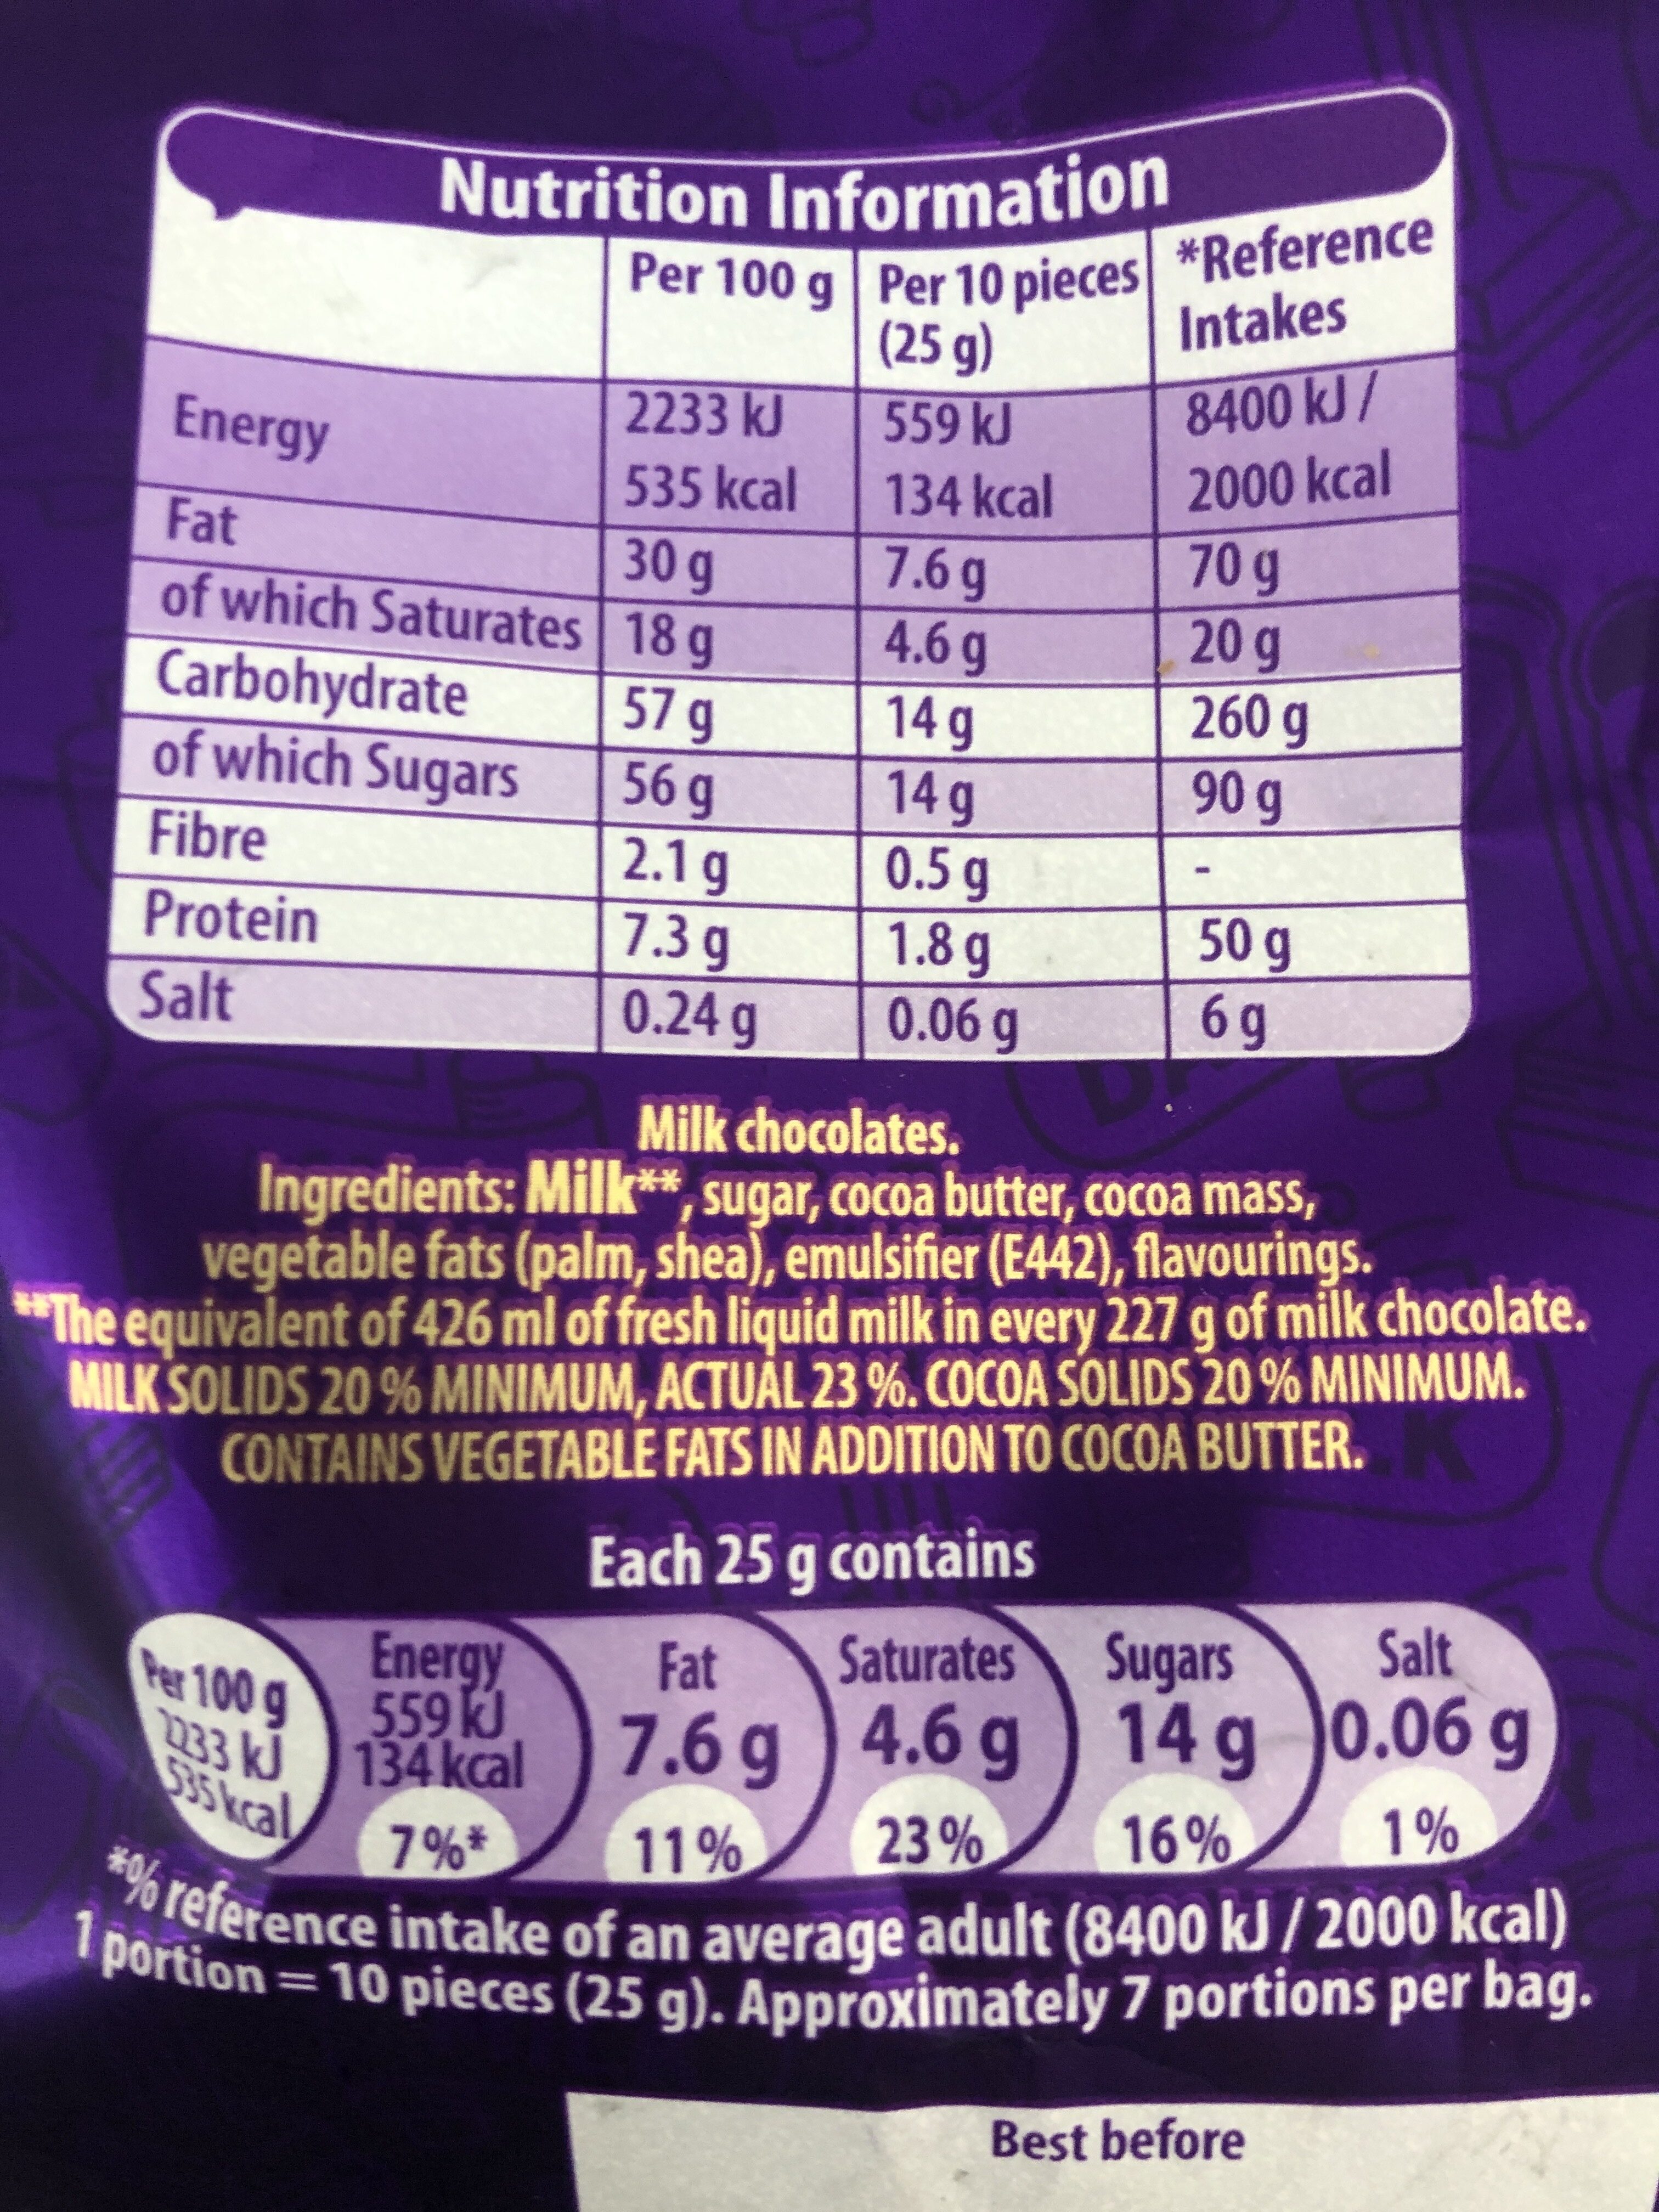 Nutrition Information
Per 100 g Per 10 pieces (25 g) *Reference Intakes
Energy 2233 kJ 559 kJ 8400 kJ /
535 kcal 134 kcal 2000 kcal
Fat 30 g 7.6 g 70 g
of which Saturates 18 g 4.6 g 20 g
Carbohydrate 57 g 14 g 260 g
of which Sugars 56 g 14 g 90 g
Fibre 2.1 g 0.5 g -
Protein 7.3 g 1.8 g 50 g
Salt 0.24 g 0.06 g 6 g
Milk chocolates.
Ingredients: Milk**, sugar, cocoa butter, cocoa mass,
vegetable fats (palm, shea), emulsifier (E442), flavourings.
**The equivalent of 426 ml of fresh liquid milk in every 227 g of milk chocolate.
MILK SOLIDS 20 % MINIMUM, ACTUAL 23 %. COCOA SOLIDS 20 % MINIMUM.
CONTAINS VEGETABLE FATS IN ADDITION TO COCOA BUTTER.
Each 25 g contains
Per 100 g
2233 kJ
535 kcal
Energy
559 kJ
134 kcal
7%*
Fat
7.6 g
11%
Saturates
4.6 g
23%
Sugars
14 g
16%
Salt
0.06 g
1%
*% reference intake of an average adult (8400 kJ / 2000 kcal)
1 portion = 10 pieces (25 g). Approximately 7 portions per bag.
Best before